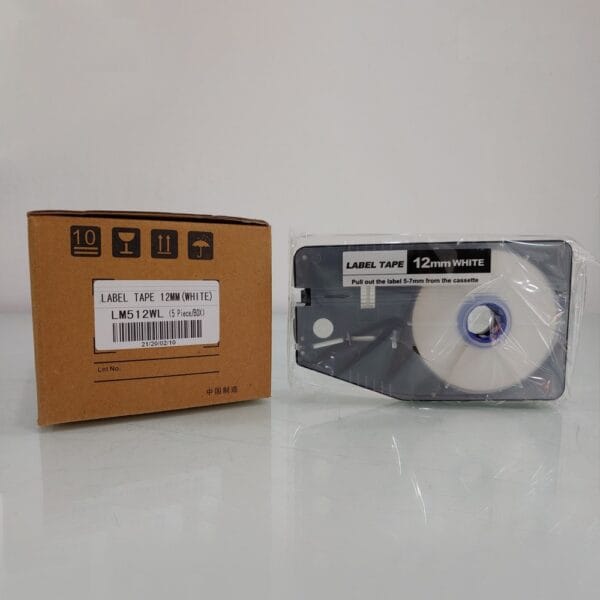 10
LABEL TAPE 12MM(WHITE)
LM512WL (5 Piece/BOX)
21/20/02/10
Lnt No.
中国制造
LABEL TAPE 12mm WHITE
Pull out the label 5-7mm from the cassette